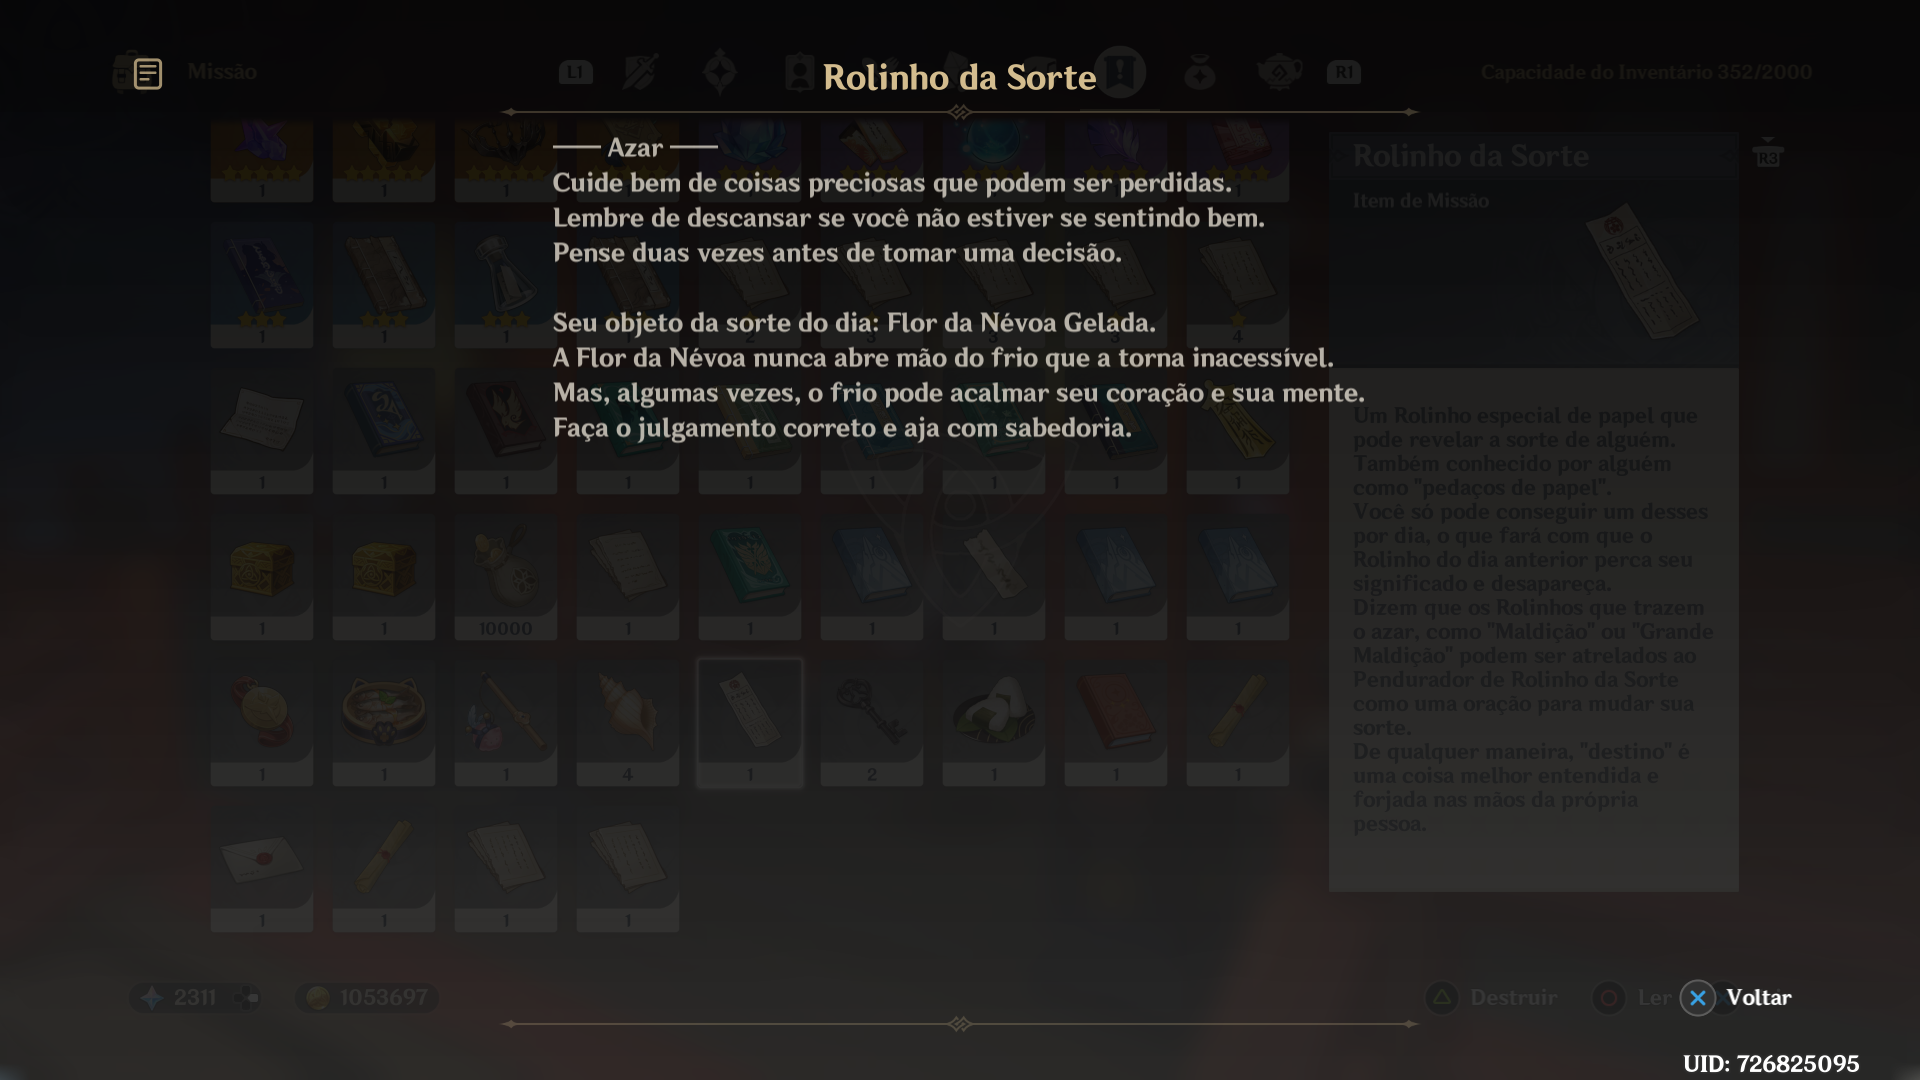 Missão
L1
Rolinho da Sorte
R1
Capacidade do Inventário 352/2000
Azar
Cuide bem de coisas preciosas que podem ser perdidas.
Lembre de descansar se você não estiver se sentindo bem.
Pense duas vezes antes de tomar uma decisão.
Seu objeto da sorte do dia: Flor da Névoa Gelada.
A Flor da Névoa nunca abre mão do frio que a torna inacessível.
Mas, algumas vezes, o frio pode acalmar seu coração e sua mente.
Faça o julgamento correto e aja com sabedoria.
Rolinho da Sorte
R3
Item de Missão
Um Rolinho especial de papel que
pode revelar a sorte de alguém.
Também conhecido por alguém
como "pedaços de papel".
Você só pode conseguir um desses
por dia, o que fará com que o
Rolinho do dia anterior perca seu
significado e desapareça.
Dizem que os Rolinhos que trazem
o azar, como "Maldição" ou "Grande
Maldição" podem ser atrelados ao
Pendurador de Rolinho da Sorte
como uma oração para mudar sua
sorte.
De qualquer maneira, "destino" é
uma coisa melhor entendida e
forjada nas mãos da própria
pessoa.
1 1 1 1
1 1 1 2 3 3 3 4
1 1 1 1 1 1 1 1 1
1 1 10000 1 1 1 1 1 1
1 1 1 4 1 2 1 1 1
1 1 1 1
2311
1053697
Destruir
Ler
Voltar
UID: 726825095